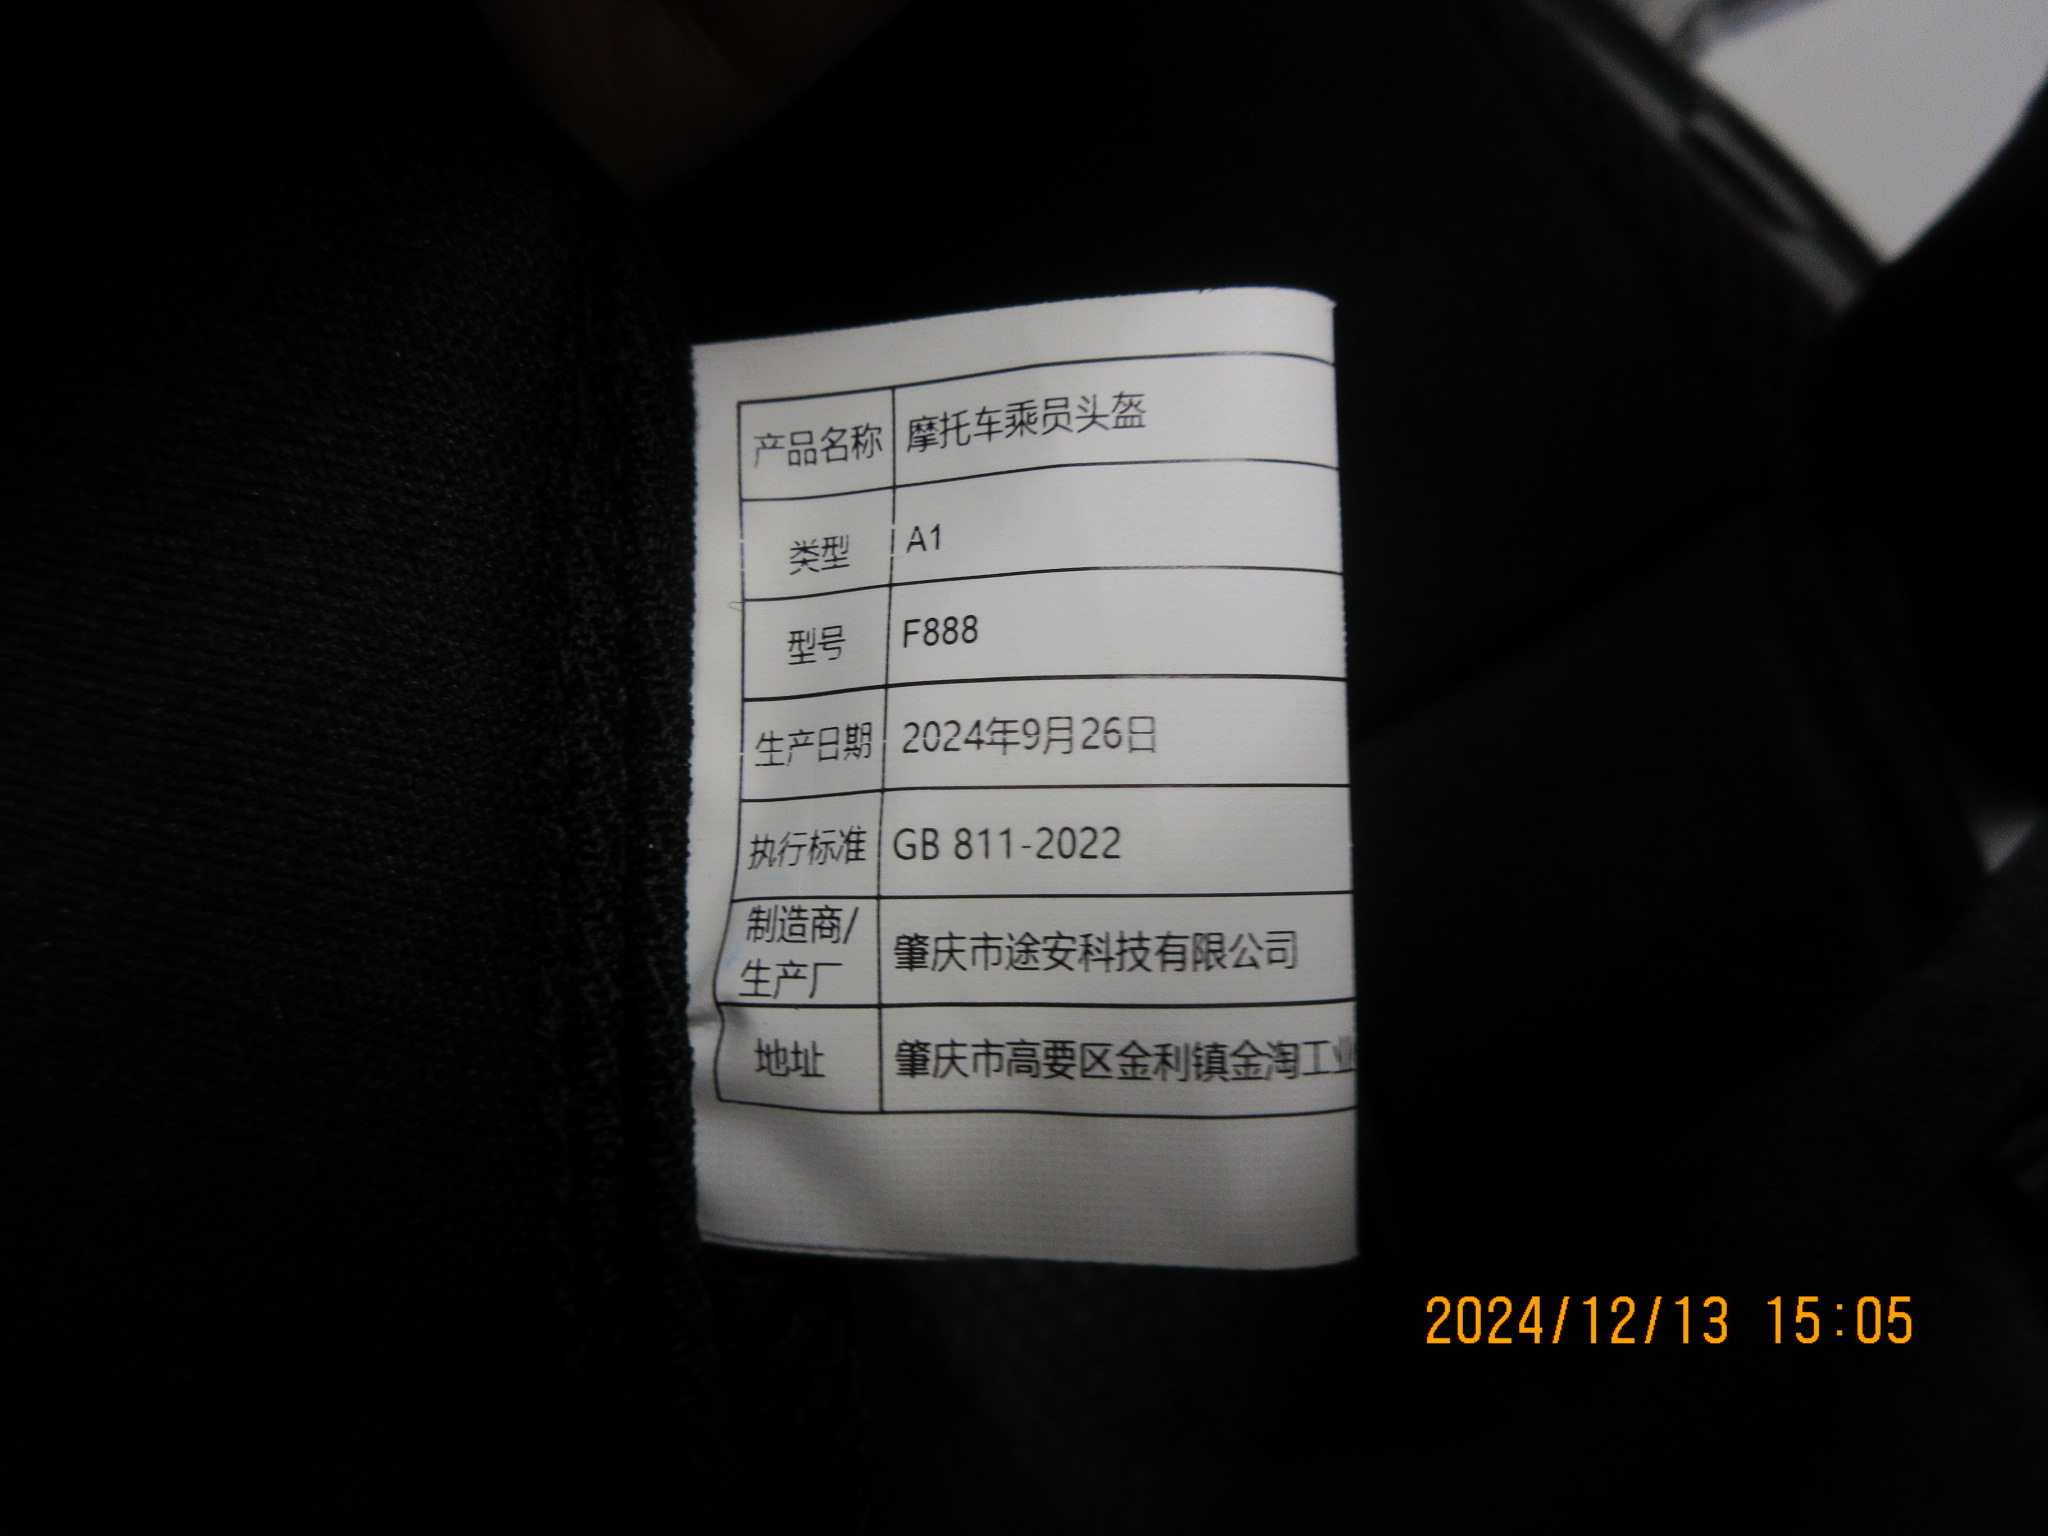 产品名称 摩托车乘员头盔
类型 A1
型号 F888
生产日期 2024年9月26日
执行标准 GB 811-2022
制造商/
生产厂 肇庆市途安科技有限公司
地址 肇庆市高要区金利镇金淘工业
2024/12/13 15:05